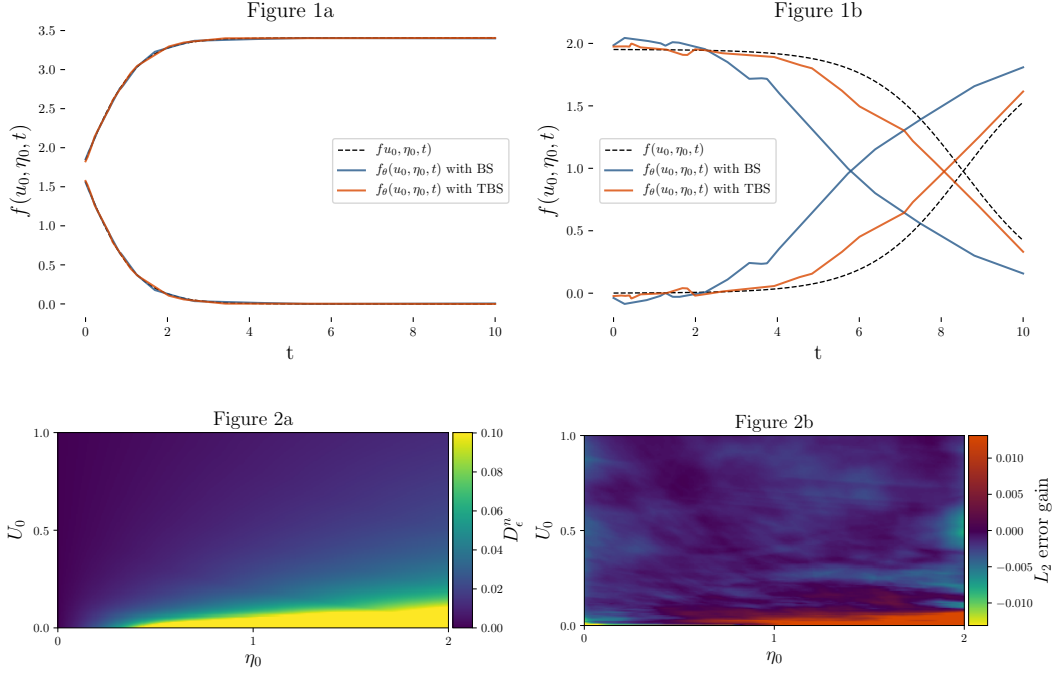 Figure 1a
f(u₀, η₀, t)
3.5
3.0
2.5
2.0
1.5
1.0
0.5
0.0
0
2
4
6
8
10
t
f u₀, η₀, t)
f_θ(u₀, η₀, t) with BS
f_θ(u₀, η₀, t) with TBS
Figure 1b
f(u₀, η₀, t)
2.0
1.5
1.0
0.5
0.0
0
2
4
6
8
10
t
f(u₀, η₀, t)
f_θ(u₀, η₀, t) with BS
f_θ(u₀, η₀, t) with TBS
Figure 2a
U₀
1.0
0.5
0.0
0
1
2
η₀
0.10
0.08
0.06
0.04
0.02
0.00
D_ϵ^n
Figure 2b
U₀
1.0
0.5
0.0
0
1
2
η₀
0.010
0.005
0.000
−0.005
−0.010
L₂ error gain